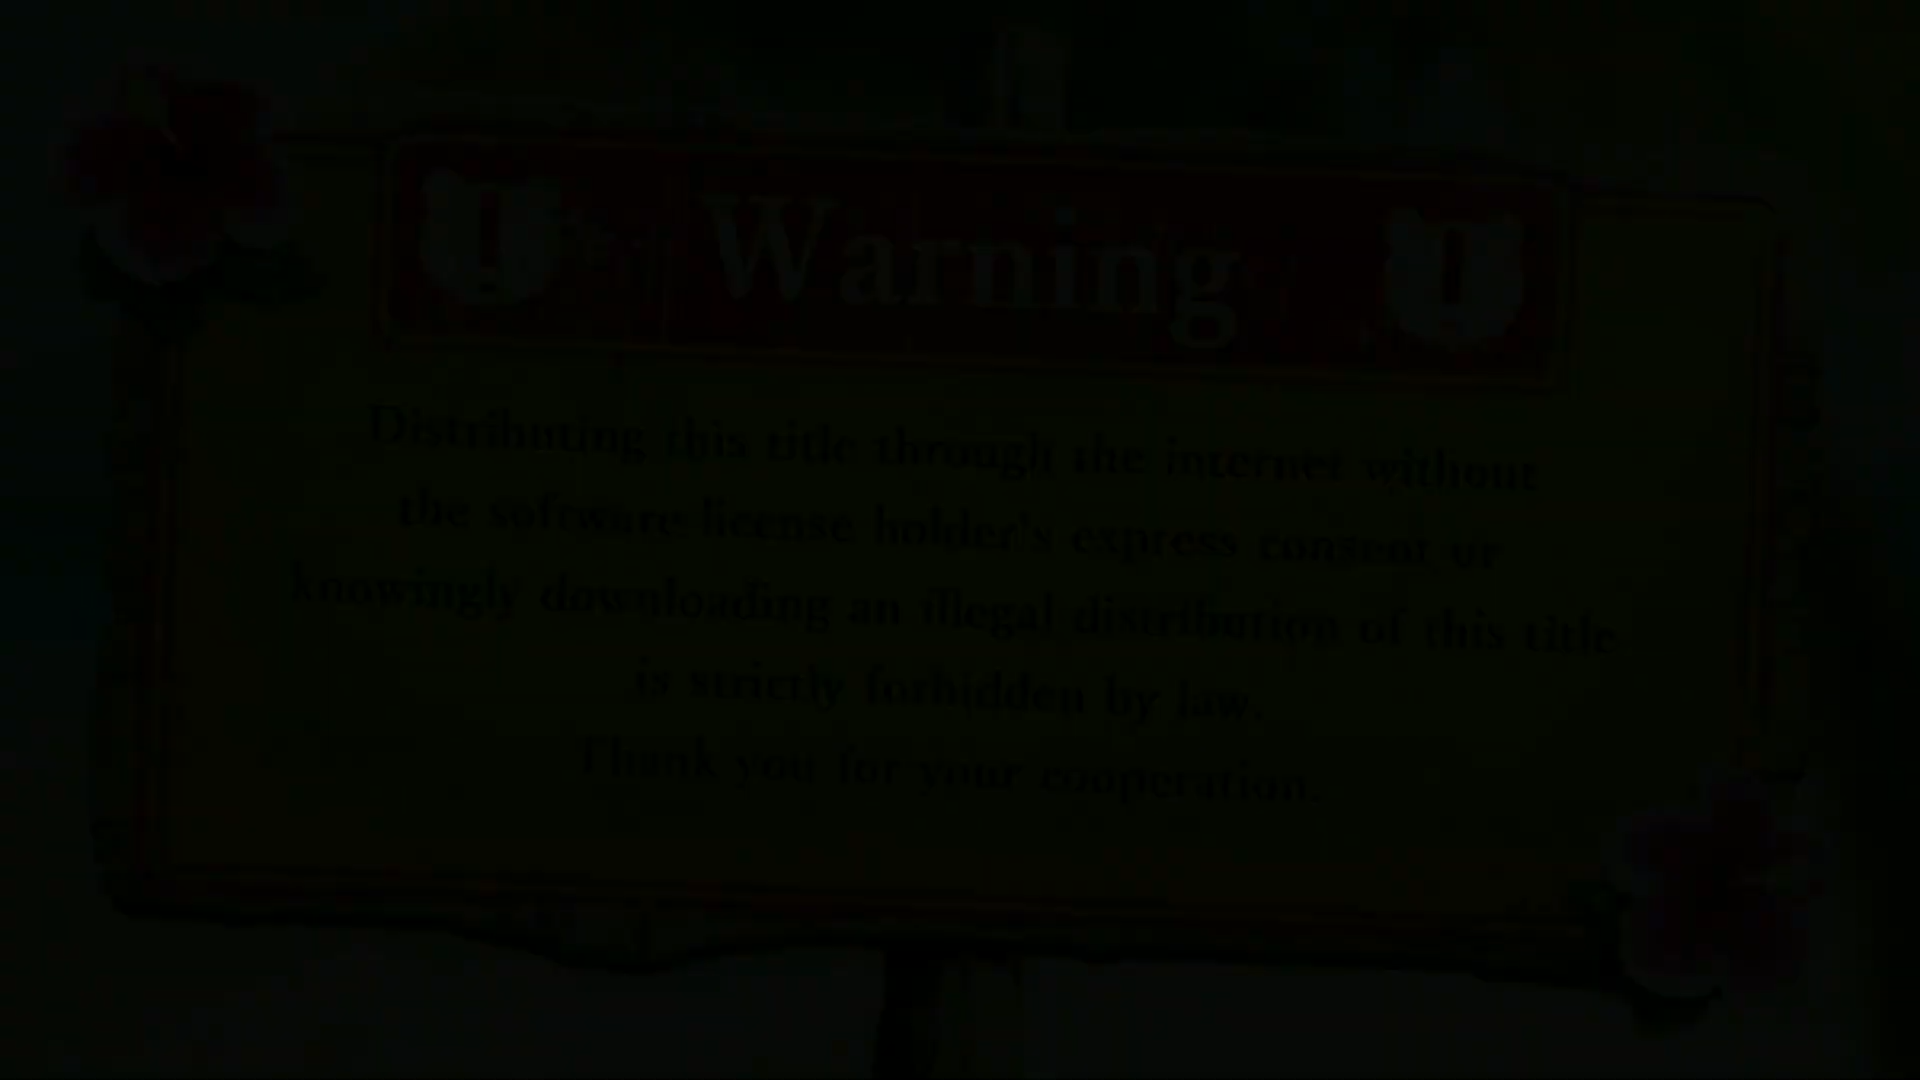 Warning
Distributing this title through the internet without
the software license holder's express consent or
knowingly downloading an illegal distribution of this title
is strictly forbidden by law.
Thank you for your cooperation.